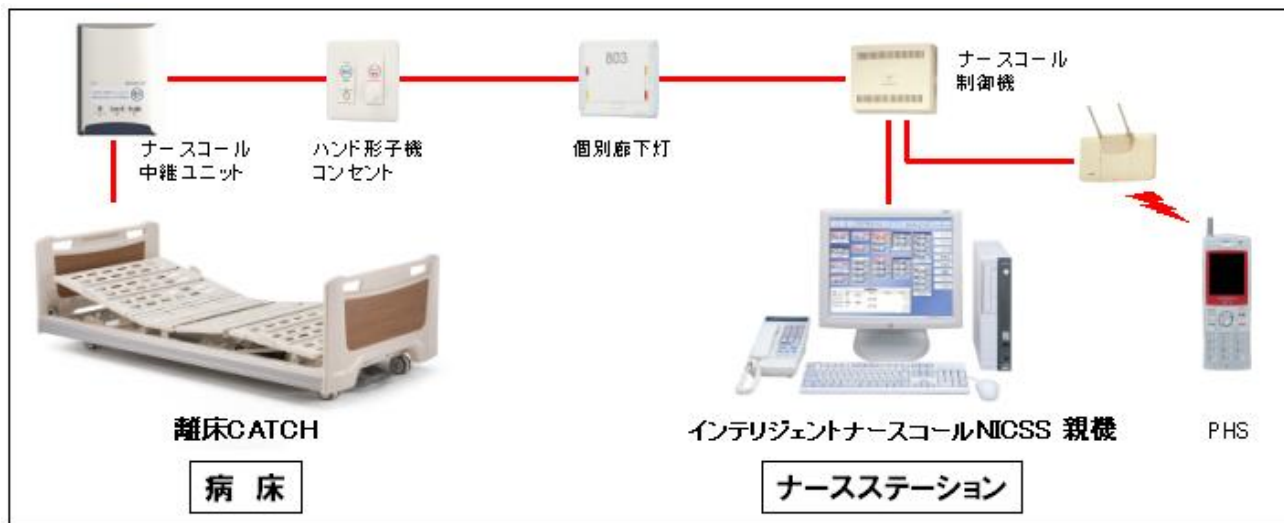 803
ナースコール
制御機
ナースコール
中継ユニット
ハンド形子機
コンセント
個別廊下灯
離床CATCH
インテリジェントナースコールNICSS 親機
PHS
病 床
ナースステーション